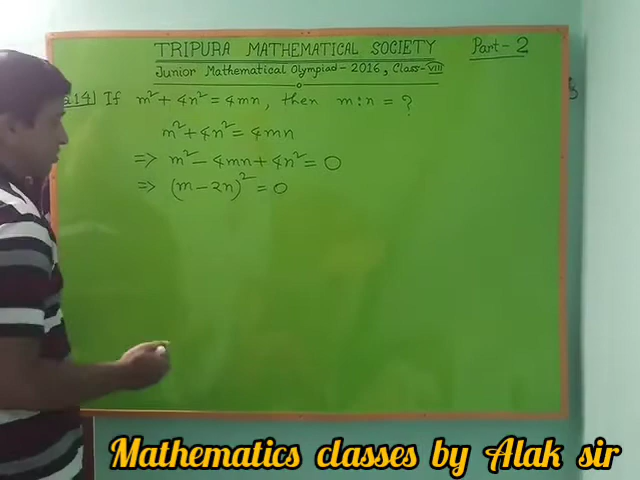 TRIPURA MATHEMATICAL SOCIETY Part-2
Junior Mathematical Olympiad-2016, Class-VIII
14] If m²+4n²=4mn, then m:n=?
m²+4n²=4mn
=> m²-4mn+4n²=0
=> (m-2n)²=0
Mathematics classes by Alak sir